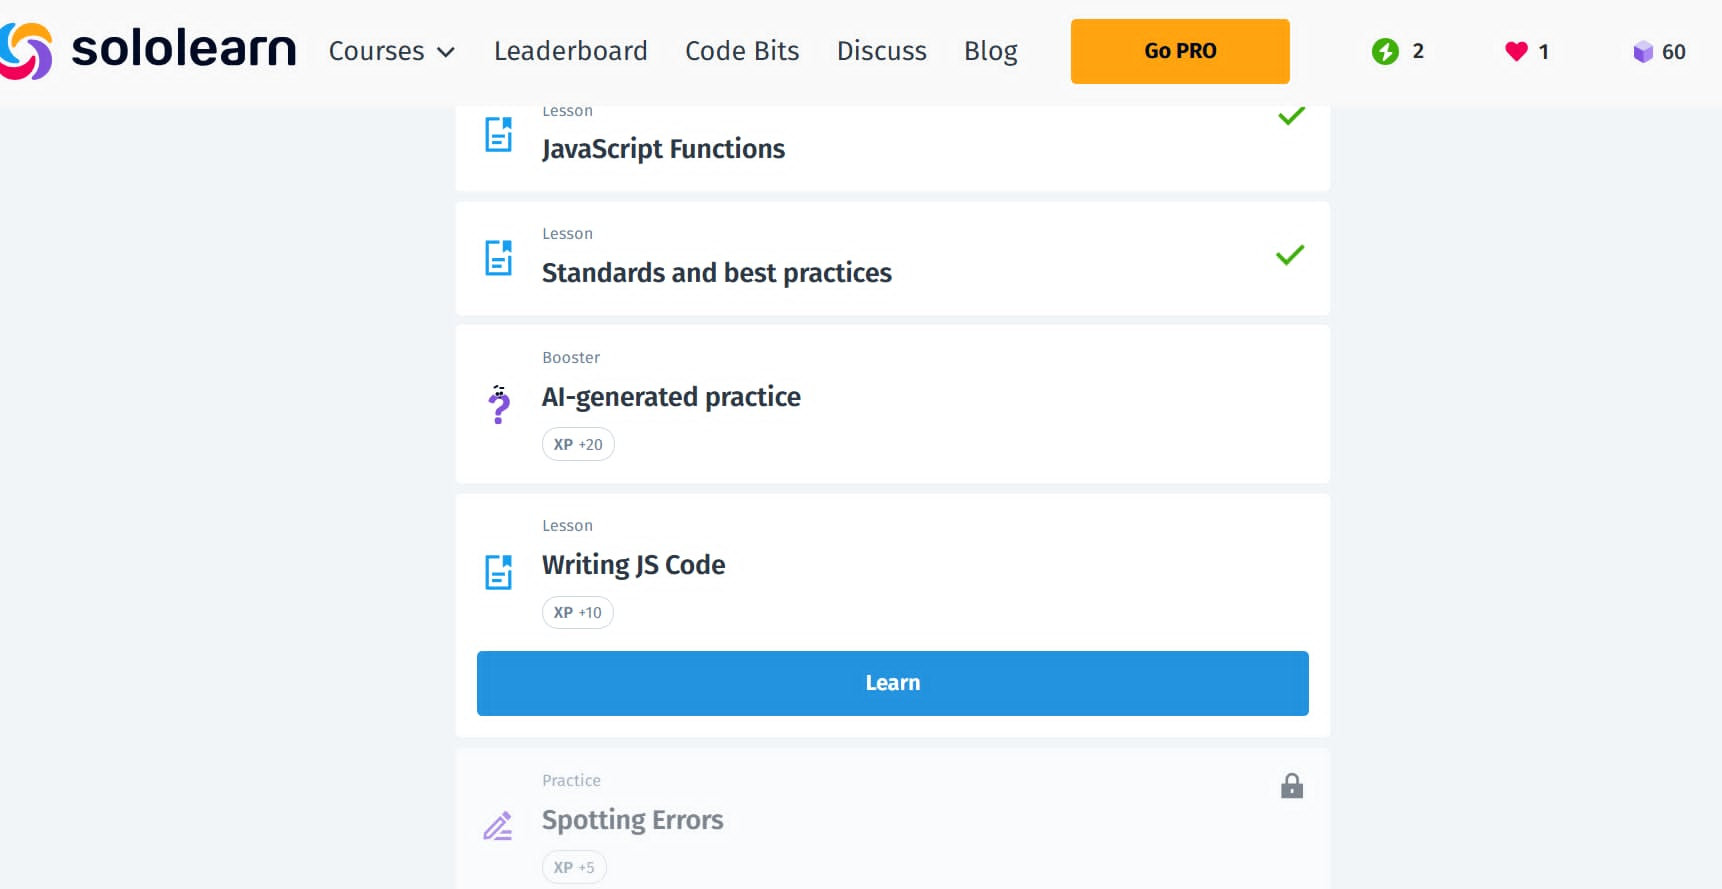 sololearn Courses Leaderboard Code Bits Discuss Blog Go PRO 2 1 60
Lesson
JavaScript Functions
Lesson
Standards and best practices
Booster
AI-generated practice
XP +20
Lesson
Writing JS Code
XP +10
Learn
Practice
Spotting Errors
XP +5